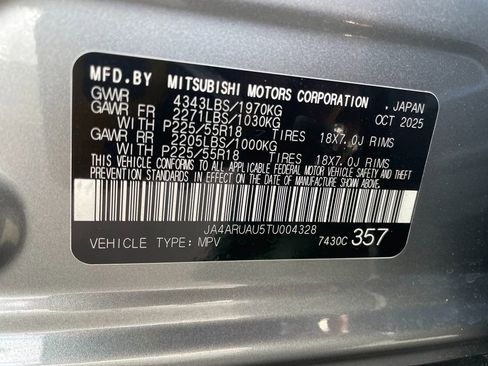 MFD.BY MITSUBISHI MOTORS CORPORATION, JAPAN
GVWR 4343LBS/1970KG OCT 2025
GAWR FR 2271LBS/1030KG
WITH P225/55R18 TIRES 18X7.0J RIMS
GAWR RR 2205LBS/1000KG
WITH P225/55R18 TIRES 18X7.0J RIMS
THIS VEHICLE CONFORMS TO ALL APPLICABLE FEDERAL MOTOR VEHICLE SAFETY AND THEFT
PREVENTION STANDARDS IN EFFECT ON THE DATE OF MANUFACTURE SHOWN ABOVE.
JA4ARUAU5TU004328
VEHICLE TYPE: MPV 7430C 357